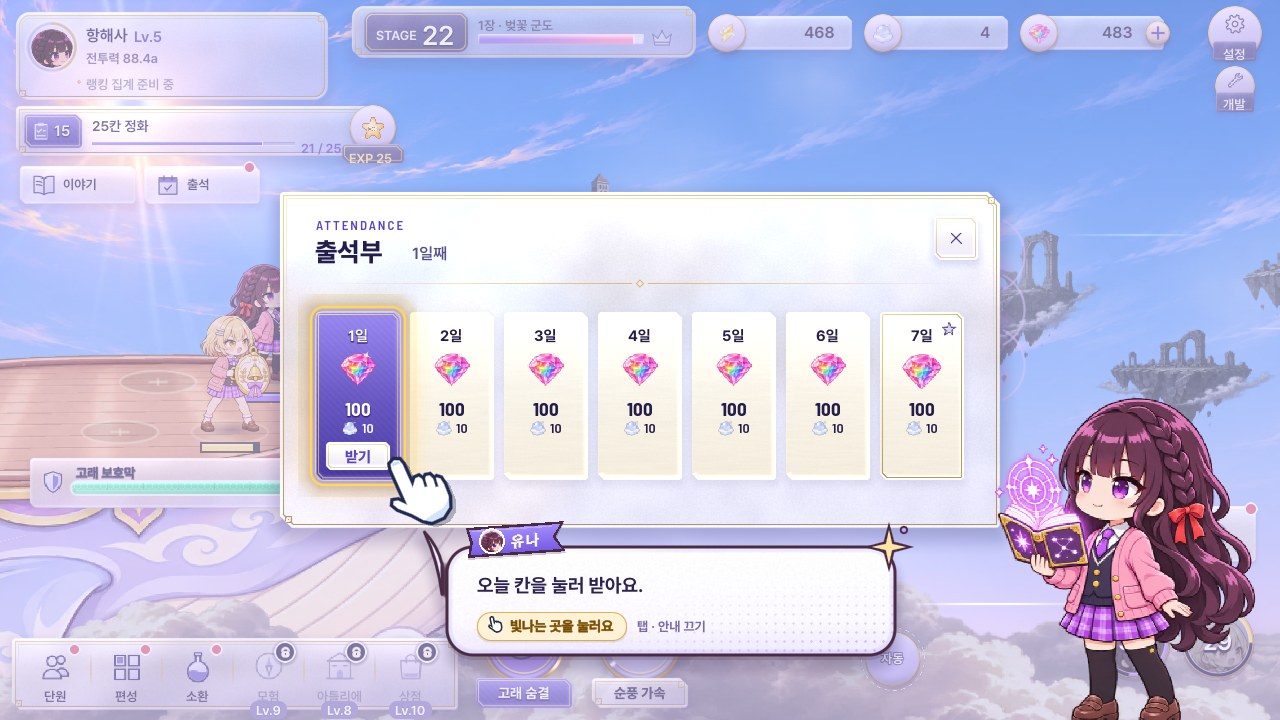 항해사 Lv.5
전투력 88.4a
* 랭킹 집계 준비 중
STAGE 22
1장 · 벚꽃 군도
468
4
483
설정
개발
15
25칸 정화
21 / 25
EXP 25
이야기
출석
ATTENDANCE
출석부
1일째
1일
100
10
받기
2일
100
10
3일
100
10
4일
100
10
5일
100
10
6일
100
10
7일
100
10
고래 보호막
유나
오늘 칸을 눌러 받아요.
빛나는 곳을 눌러요
탭 · 안내 끄기
단원
편성
소환
모험
Lv.9
아틀리에
Lv.8
상점
Lv.10
고래 숨결
순풍 가속
자동
29